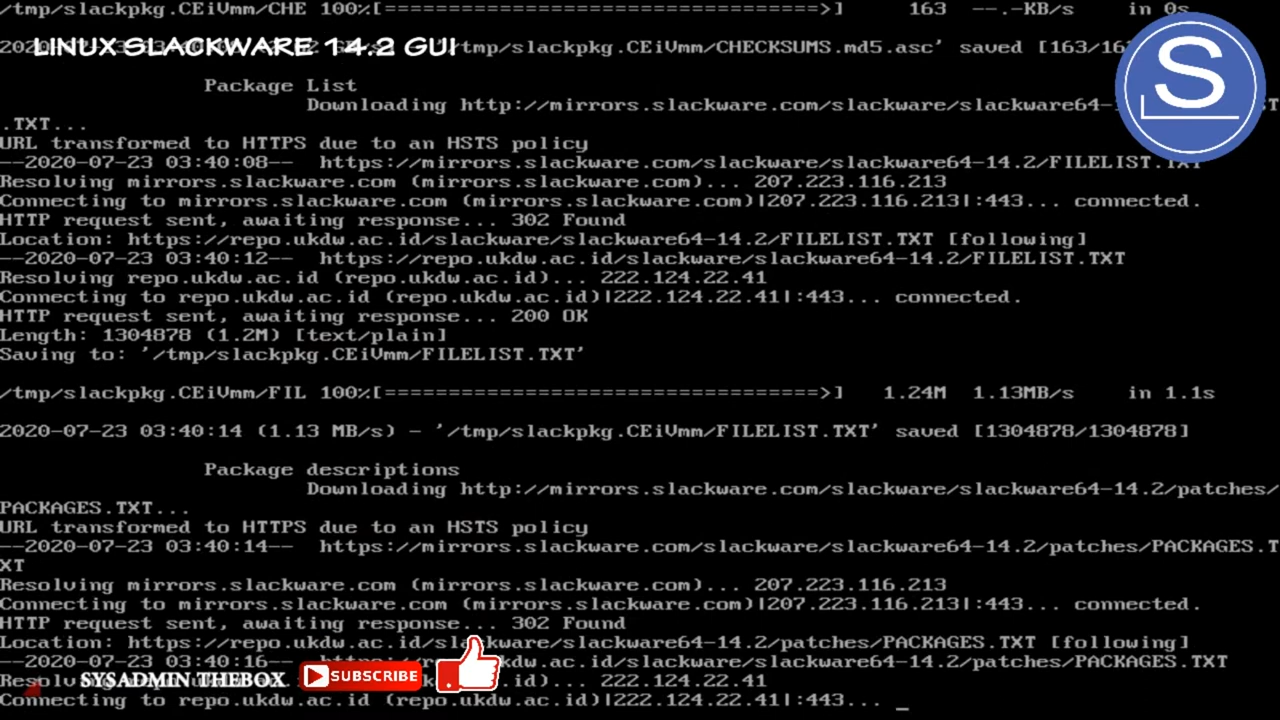 /tmp/slackpkg.CEiVmm/CHE 100%[==================================>]     163  --.-KB/s    in 0s
LINUX SLACKWARE 14.2 GUI
/tmp/slackpkg.CEiVmm/CHECKSUMS.md5.asc’ saved [163/163
S
Package List
Downloading http://mirrors.slackware.com/slackware/slackware64-
.TXT...
URL transformed to HTTPS due to an HSTS policy
--2020-07-23 03:40:08--  https://mirrors.slackware.com/slackware/slackware64-14.2/FILELIST.TXT
Resolving mirrors.slackware.com (mirrors.slackware.com)... 207.223.116.213
Connecting to mirrors.slackware.com (mirrors.slackware.com)|207.223.116.213|:443... connected.
HTTP request sent, awaiting response... 302 Found
Location: https://repo.ukdw.ac.id/slackware/slackware64-14.2/FILELIST.TXT [following]
--2020-07-23 03:40:12--  https://repo.ukdw.ac.id/slackware/slackware64-14.2/FILELIST.TXT
Resolving repo.ukdw.ac.id (repo.ukdw.ac.id)... 222.124.22.41
Connecting to repo.ukdw.ac.id (repo.ukdw.ac.id)|222.124.22.41|:443... connected.
HTTP request sent, awaiting response... 200 OK
Length: 1304878 (1.2M) [text/plain]
Saving to: ‘/tmp/slackpkg.CEiVmm/FILELIST.TXT’
/tmp/slackpkg.CEiVmm/FIL 100%[==================================>]   1.24M  1.13MB/s    in 1.1s
2020-07-23 03:40:14 (1.13 MB/s) - ‘/tmp/slackpkg.CEiVmm/FILELIST.TXT’ saved [1304878/1304878]
Package descriptions
Downloading http://mirrors.slackware.com/slackware/slackware64-14.2/patches/
PACKAGES.TXT...
URL transformed to HTTPS due to an HSTS policy
--2020-07-23 03:40:14--  https://mirrors.slackware.com/slackware/slackware64-14.2/patches/PACKAGES.T
XT
Resolving mirrors.slackware.com (mirrors.slackware.com)... 207.223.116.213
Connecting to mirrors.slackware.com (mirrors.slackware.com)|207.223.116.213|:443... connected.
HTTP request sent, awaiting response... 302 Found
Location: https://repo.ukdw.ac.id/slackware/slackware64-14.2/patches/PACKAGES.TXT [following]
--2020-07-23 03:40:16-- kdw.ac.id/slackware/slackware64-14.2/patches/PACKAGES.TXT
SYSADMIN THEBOX
SUBSCRIBE
222.124.22.41
Connecting to repo.ukdw.ac.id (repo.ukdw.ac.id)|222.124.22.41|:443... _